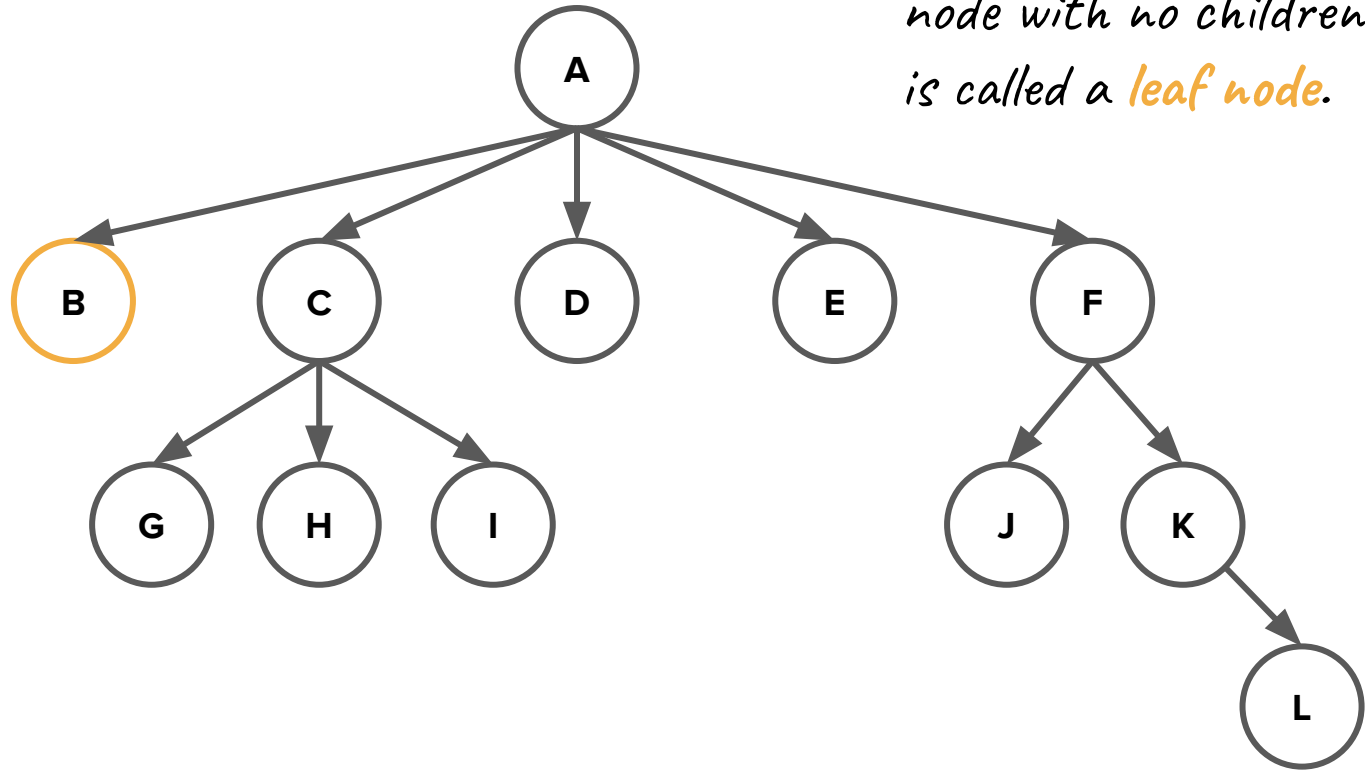 node with no children
is called a leaf node.
A
B C D E F
G H I J K
L